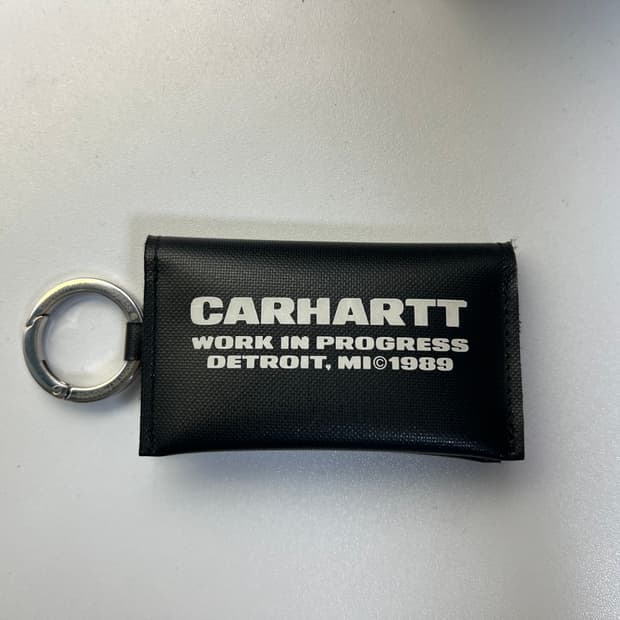 CARHARTT
WORK IN PROGRESS
DETROIT, MI©1989